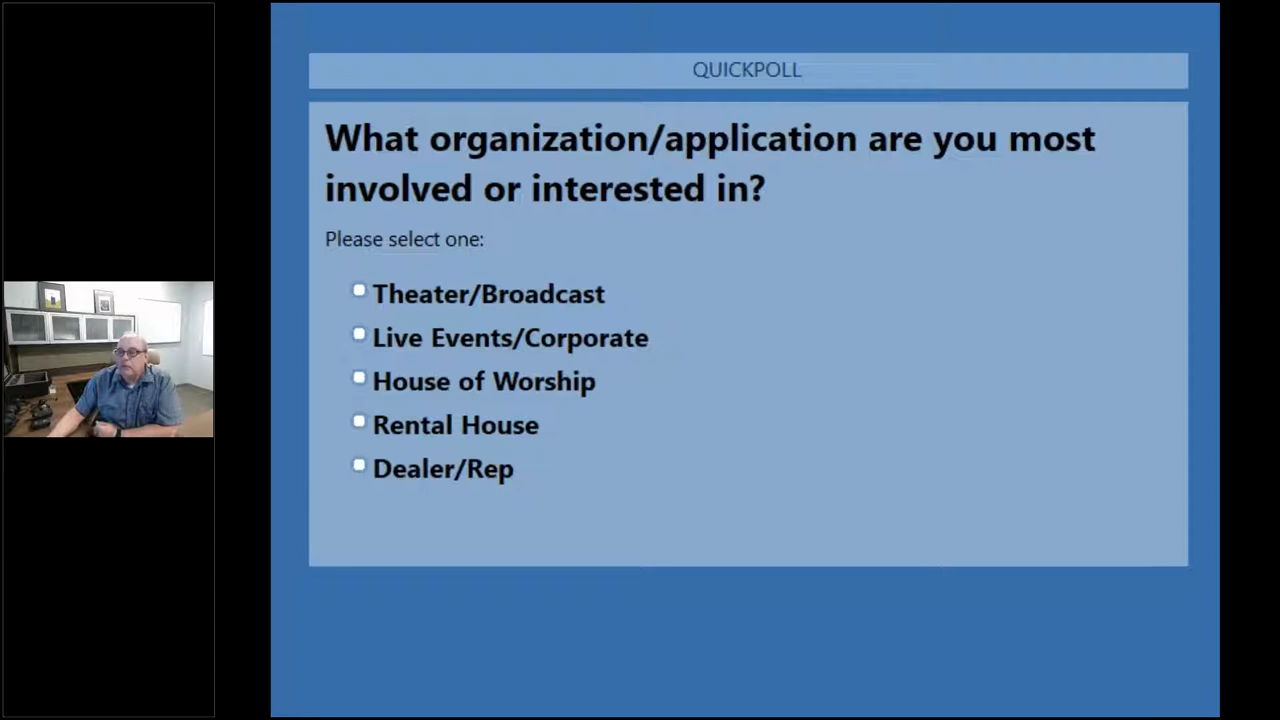 QUICKPOLL
What organization/application are you most
involved or interested in?
Please select one:
Theater/Broadcast
Live Events/Corporate
House of Worship
Rental House
Dealer/Rep